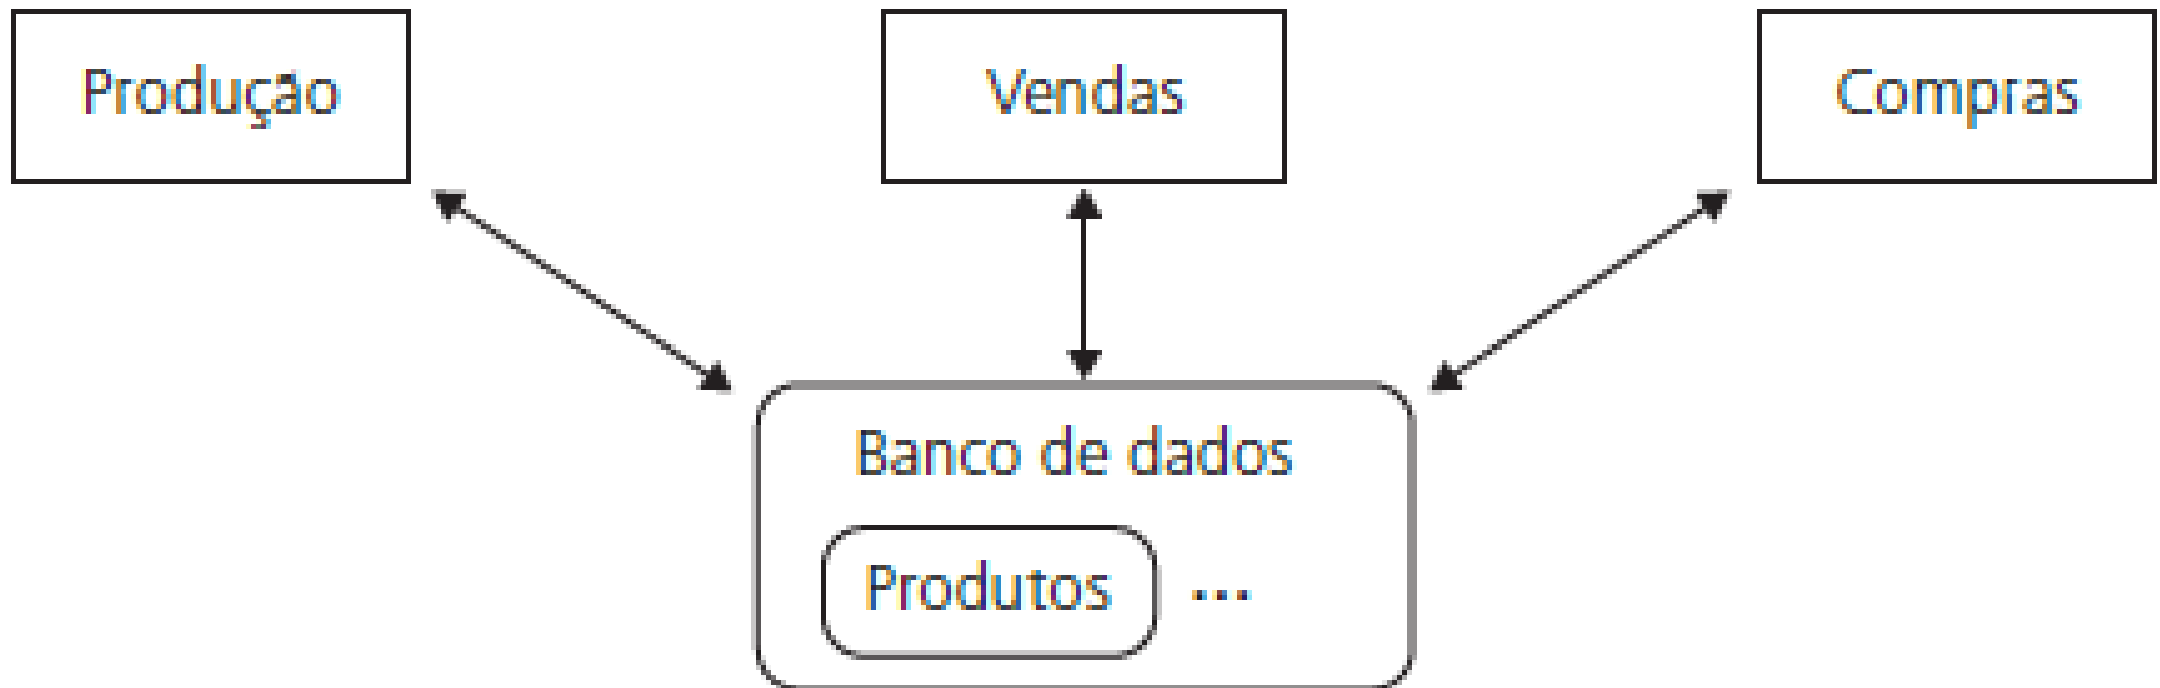 Produção
Vendas
Compras
Banco de dados
Produtos ...